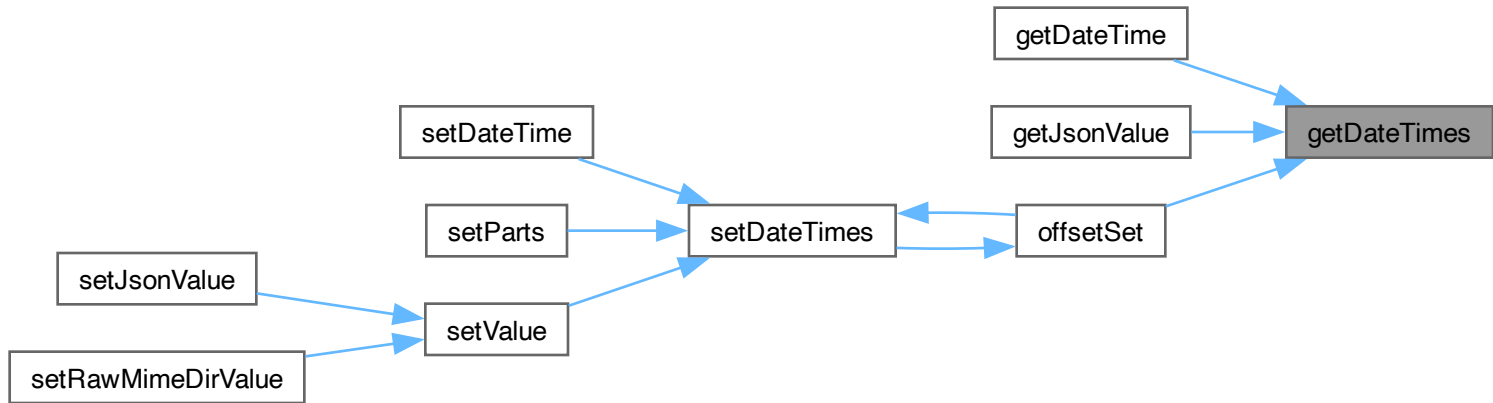 getDateTime
getJsonValue
getDateTimes
setDateTime
setParts
setDateTimes
offsetSet
setJsonValue
setValue
setRawMimeDirValue